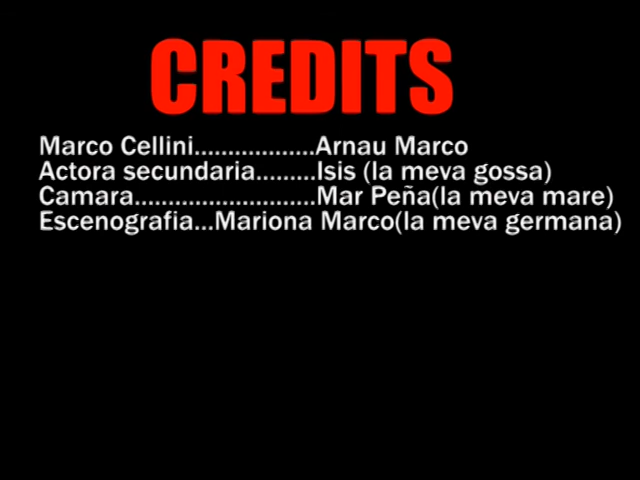 CREDITS
Marco Cellini..................Arnau Marco
Actora secundaria.........Isis (la meva gossa)
Camara...........................Mar Peña(la meva mare)
Escenografia...Mariona Marco(la meva germana)